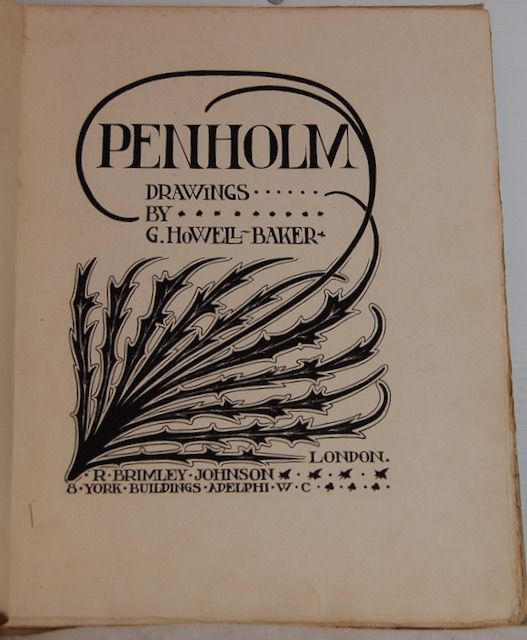 PENHOLM
DRAWINGS
BY
G. HOWELL-BAKER
LONDON.
R·BRIMLEY·JOHNSON
8·YORK·BUILDINGS·ADELPHI·W·C·